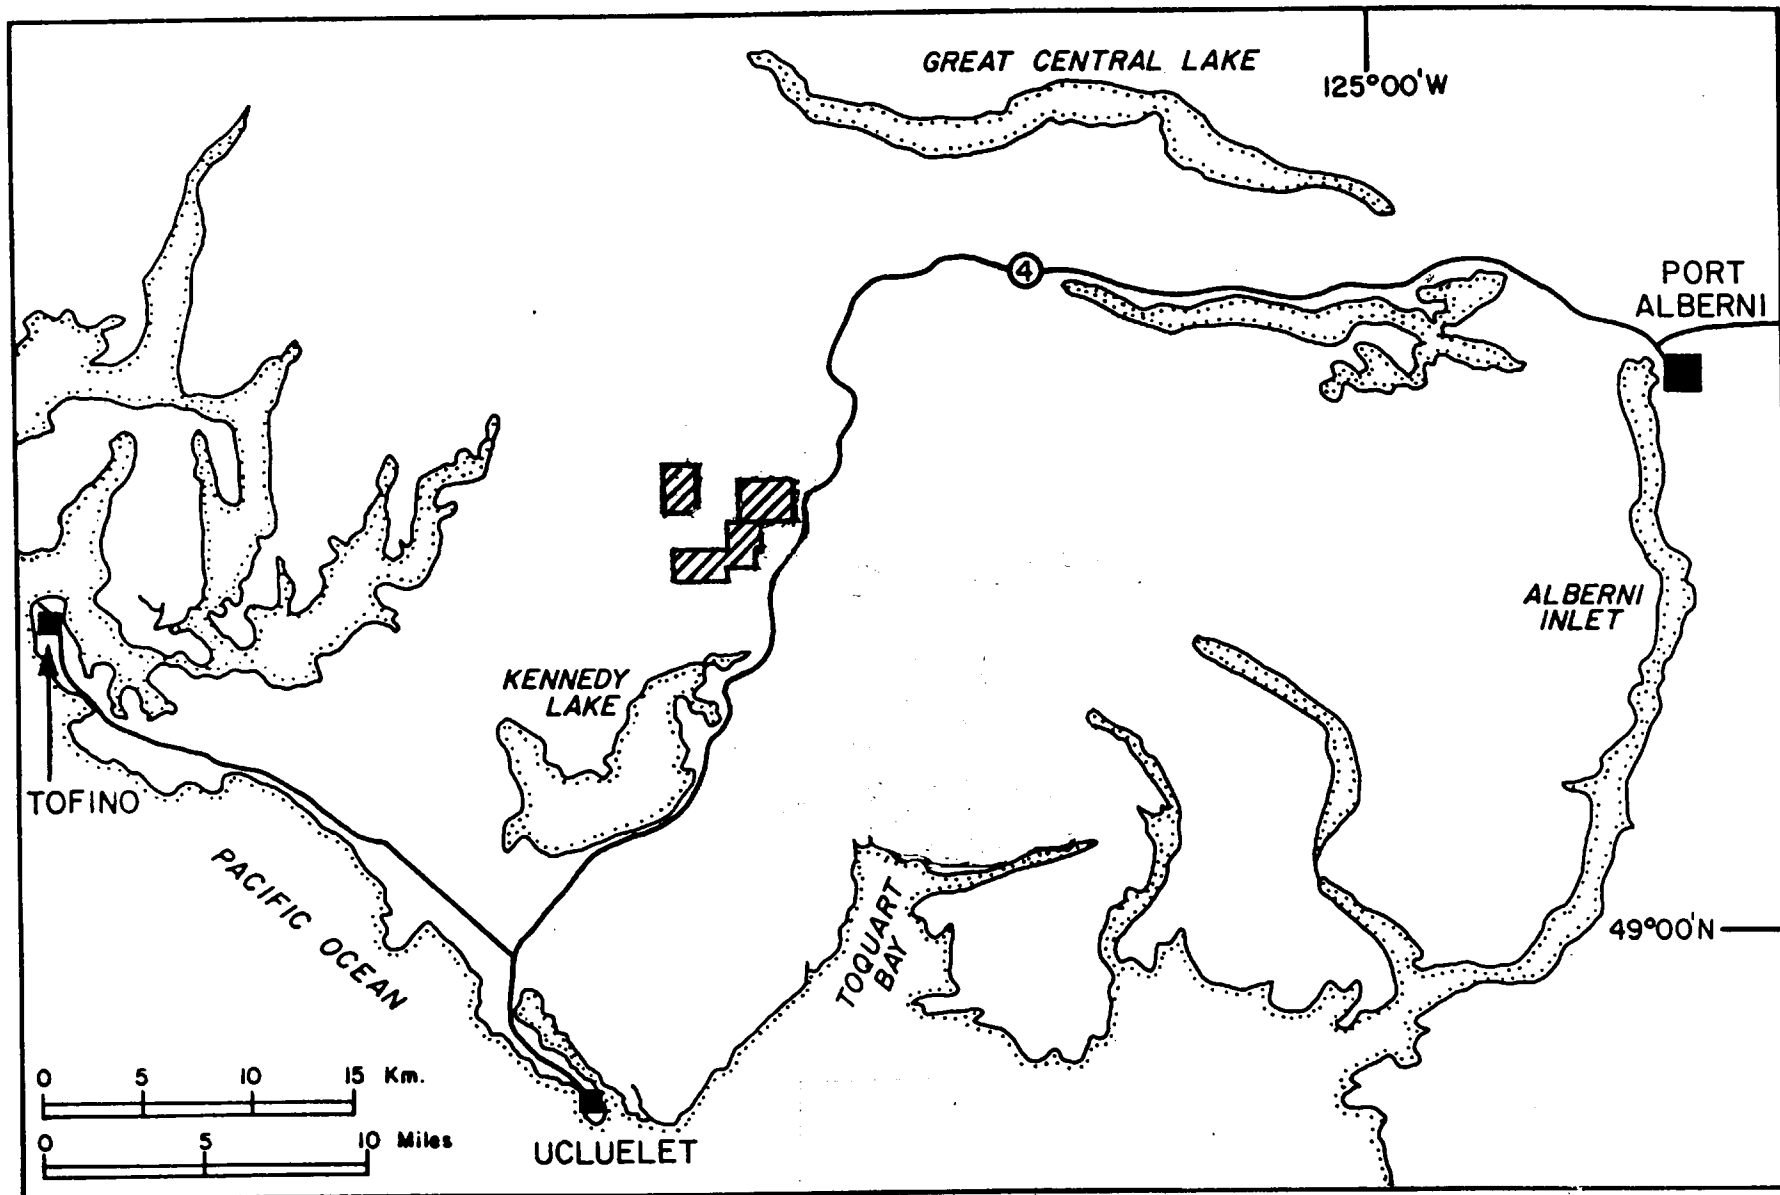 GREAT CENTRAL LAKE
125°00'W
4
PORT
ALBERNI
ALBERNI
INLET
KENNEDY
LAKE
TOFINO
PACIFIC OCEAN
TOQUART
BAY
49°00'N
0 5 10 15 Km.
0 5 10 Miles
UCLUELET